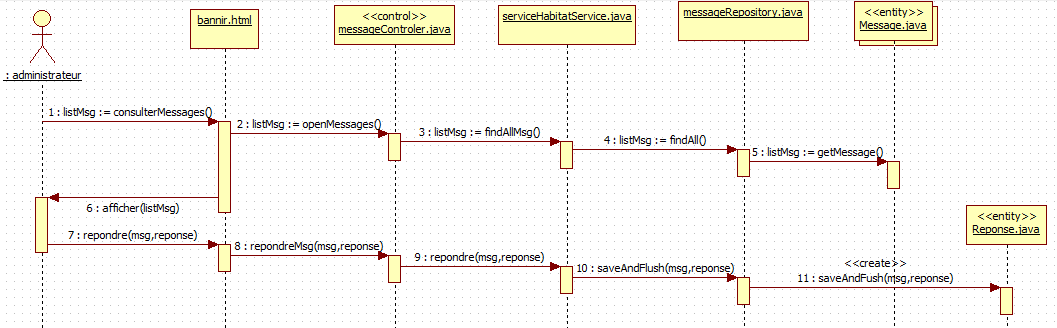 bannir.html
<<control>>
messageControler.java
serviceHabitatService.java
messageRepository.java
<<entity>>
Message.java
: administrateur
1 : listMsg := consulterMessages()
2 : listMsg := openMessages()
3 : listMsg := findAllMsg()
4 : listMsg := findAll()
5 : listMsg := getMessage()
6 : afficher(listMsg)
<<entity>>
Reponse.java
7 : repondre(msg,reponse)
8 : repondreMsg(msg,reponse)
9 : repondre(msg,reponse)
10 : saveAndFlush(msg,reponse)
<<create>>
11 : saveAndFush(msg,reponse)